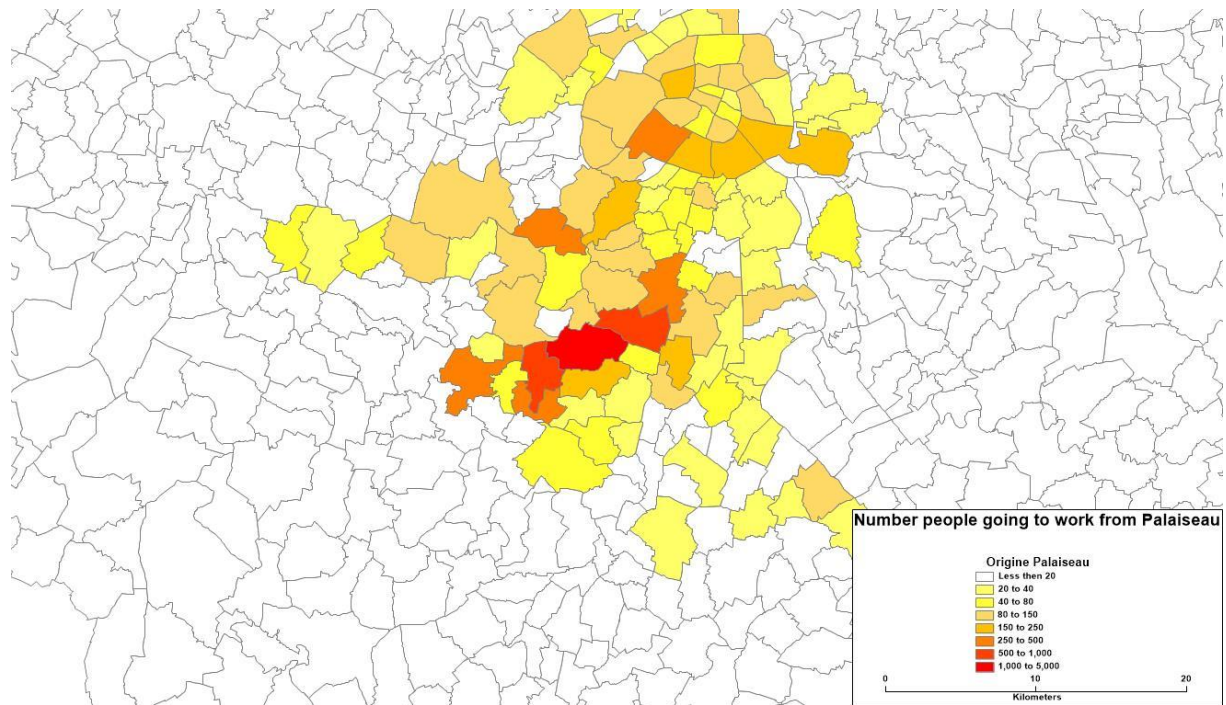 Number people going to work from Palaiseau
Origine Palaiseau
Less then 20
20 to 40
40 to 80
80 to 150
150 to 250
250 to 500
500 to 1,000
1,000 to 5,000
0 10 20
Kilometers